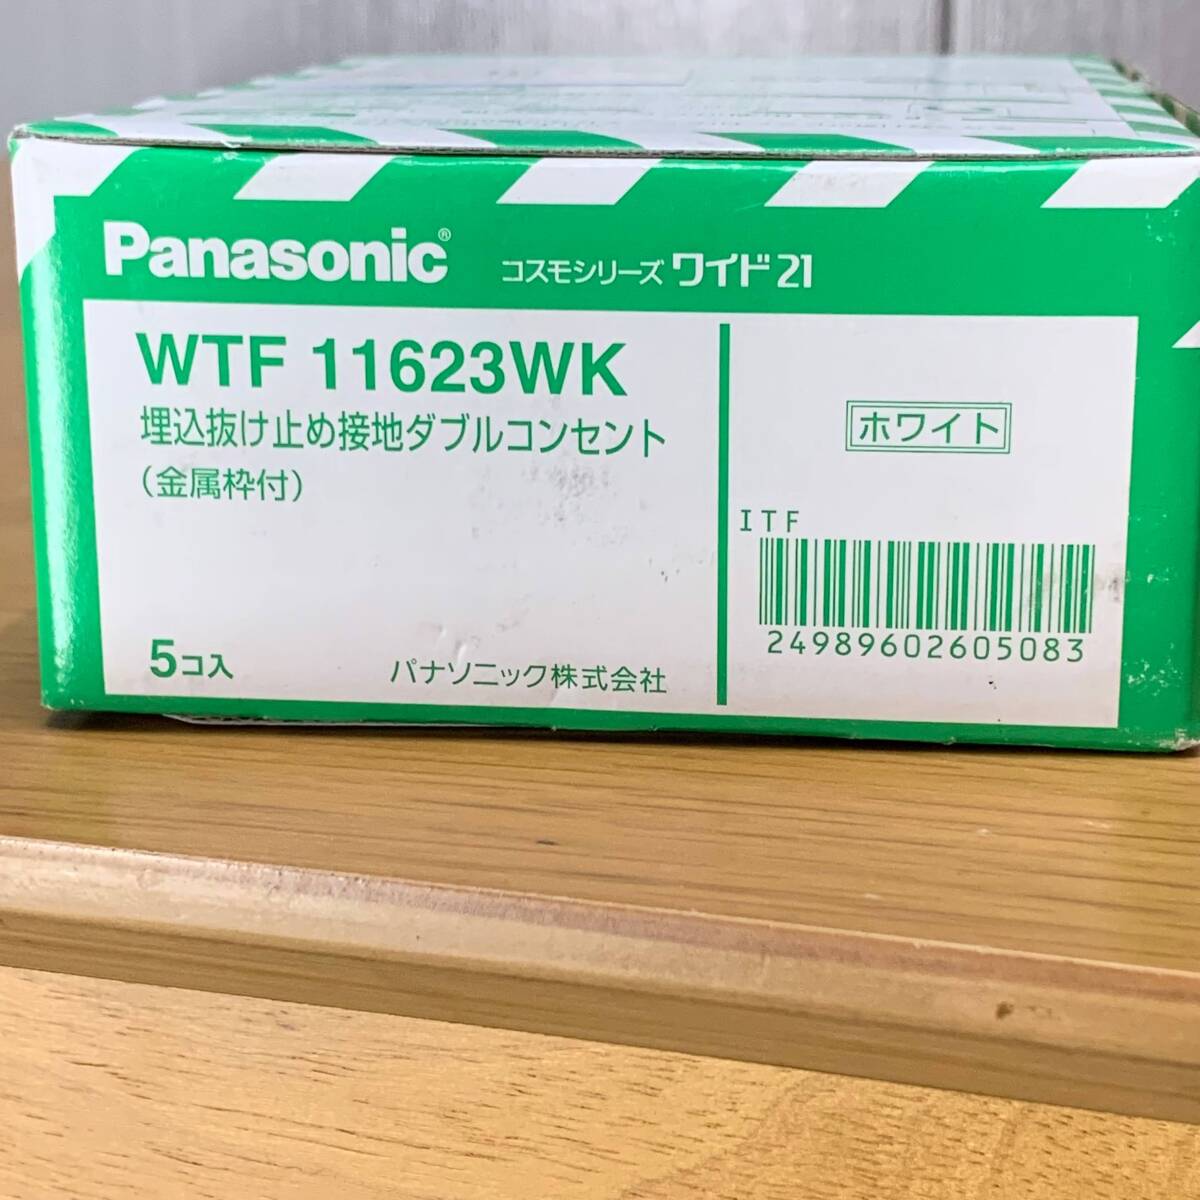 Panasonic® コスモシリーズ ワイド21
WTF 11623WK
埋込抜け止め接地ダブルコンセント
(金属枠付)
5コ入
パナソニック株式会社
ホワイト
ITF
24989602605083